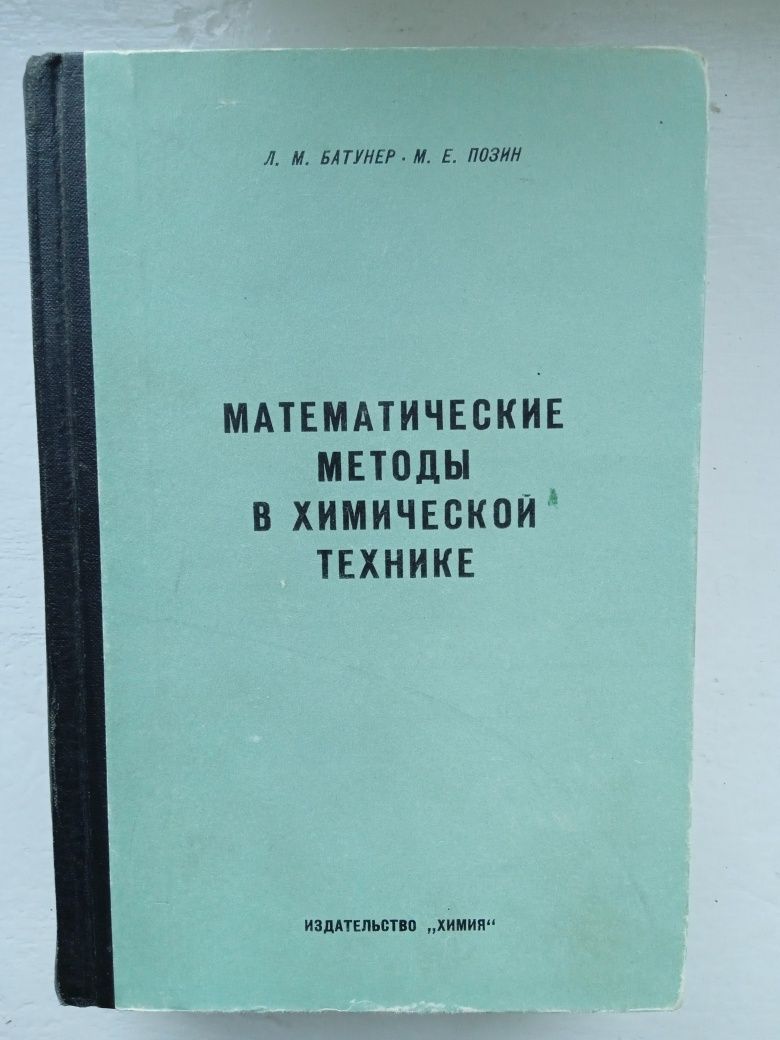 Л. М. БАТУНЕР · М. Е. ПОЗИН
МАТЕМАТИЧЕСКИЕ
МЕТОДЫ
В ХИМИЧЕСКОЙ
ТЕХНИКЕ
ИЗДАТЕЛЬСТВО „ХИМИЯ“